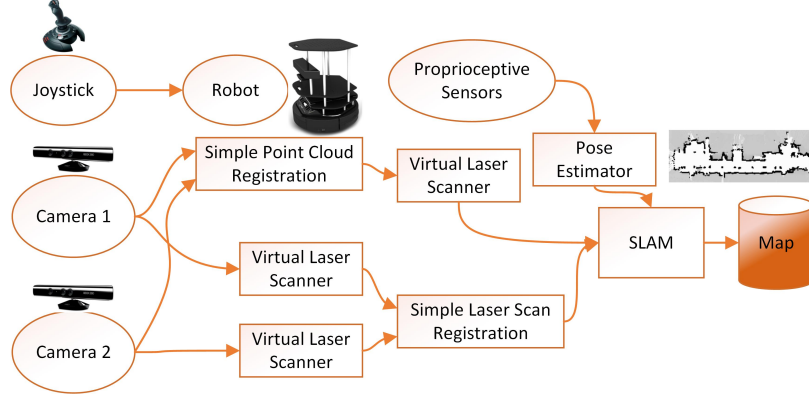 Joystick
Robot
Proprioceptive
Sensors
Simple Point Cloud
Registration
Virtual Laser
Scanner
Pose
Estimator
Camera 1
SLAM
Map
Virtual Laser
Scanner
Simple Laser Scan
Registration
Camera 2
Virtual Laser
Scanner